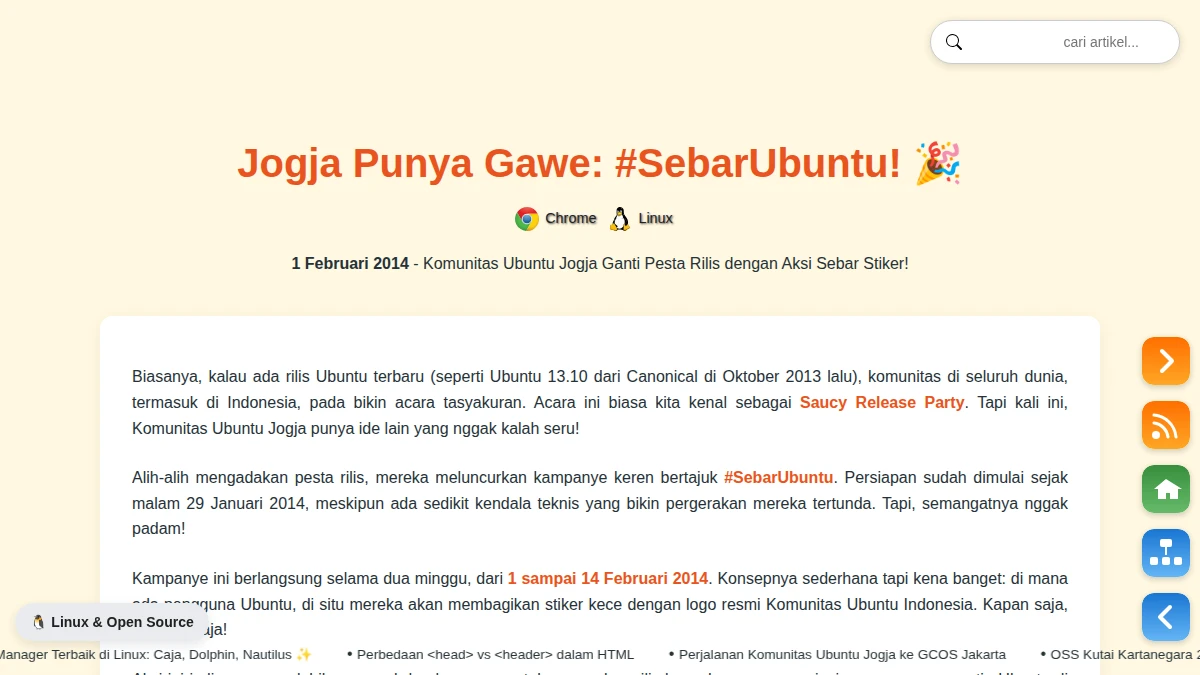 cari artikel...
Jogja Punya Gawe: #SebarUbuntu! 🎉
Chrome Linux
1 Februari 2014 - Komunitas Ubuntu Jogja Ganti Pesta Rilis dengan Aksi Sebar Stiker!
Biasanya, kalau ada rilis Ubuntu terbaru (seperti Ubuntu 13.10 dari Canonical di Oktober 2013 lalu), komunitas di seluruh dunia,
termasuk di Indonesia, pada bikin acara tasyakuran. Acara ini biasa kita kenal sebagai Saucy Release Party. Tapi kali ini,
Komunitas Ubuntu Jogja punya ide lain yang nggak kalah seru!
Alih-alih mengadakan pesta rilis, mereka meluncurkan kampanye keren bertajuk #SebarUbuntu. Persiapan sudah dimulai sejak
malam 29 Januari 2014, meskipun ada sedikit kendala teknis yang bikin pergerakan mereka tertunda. Tapi, semangatnya nggak
padam!
Kampanye ini berlangsung selama dua minggu, dari 1 sampai 14 Februari 2014. Konsepnya sederhana tapi kena banget: di mana
Ubuntu, di situ mereka akan membagikan stiker kece dengan logo resmi Komunitas Ubuntu Indonesia. Kapan saja,
🐧 Linux & Open Source
Manager Terbaik di Linux: Caja, Dolphin, Nautilus ✨ • Perbedaan <head> vs <header> dalam HTML • Perjalanan Komunitas Ubuntu Jogja ke GCOS Jakarta • OSS Kutai Kartanegara